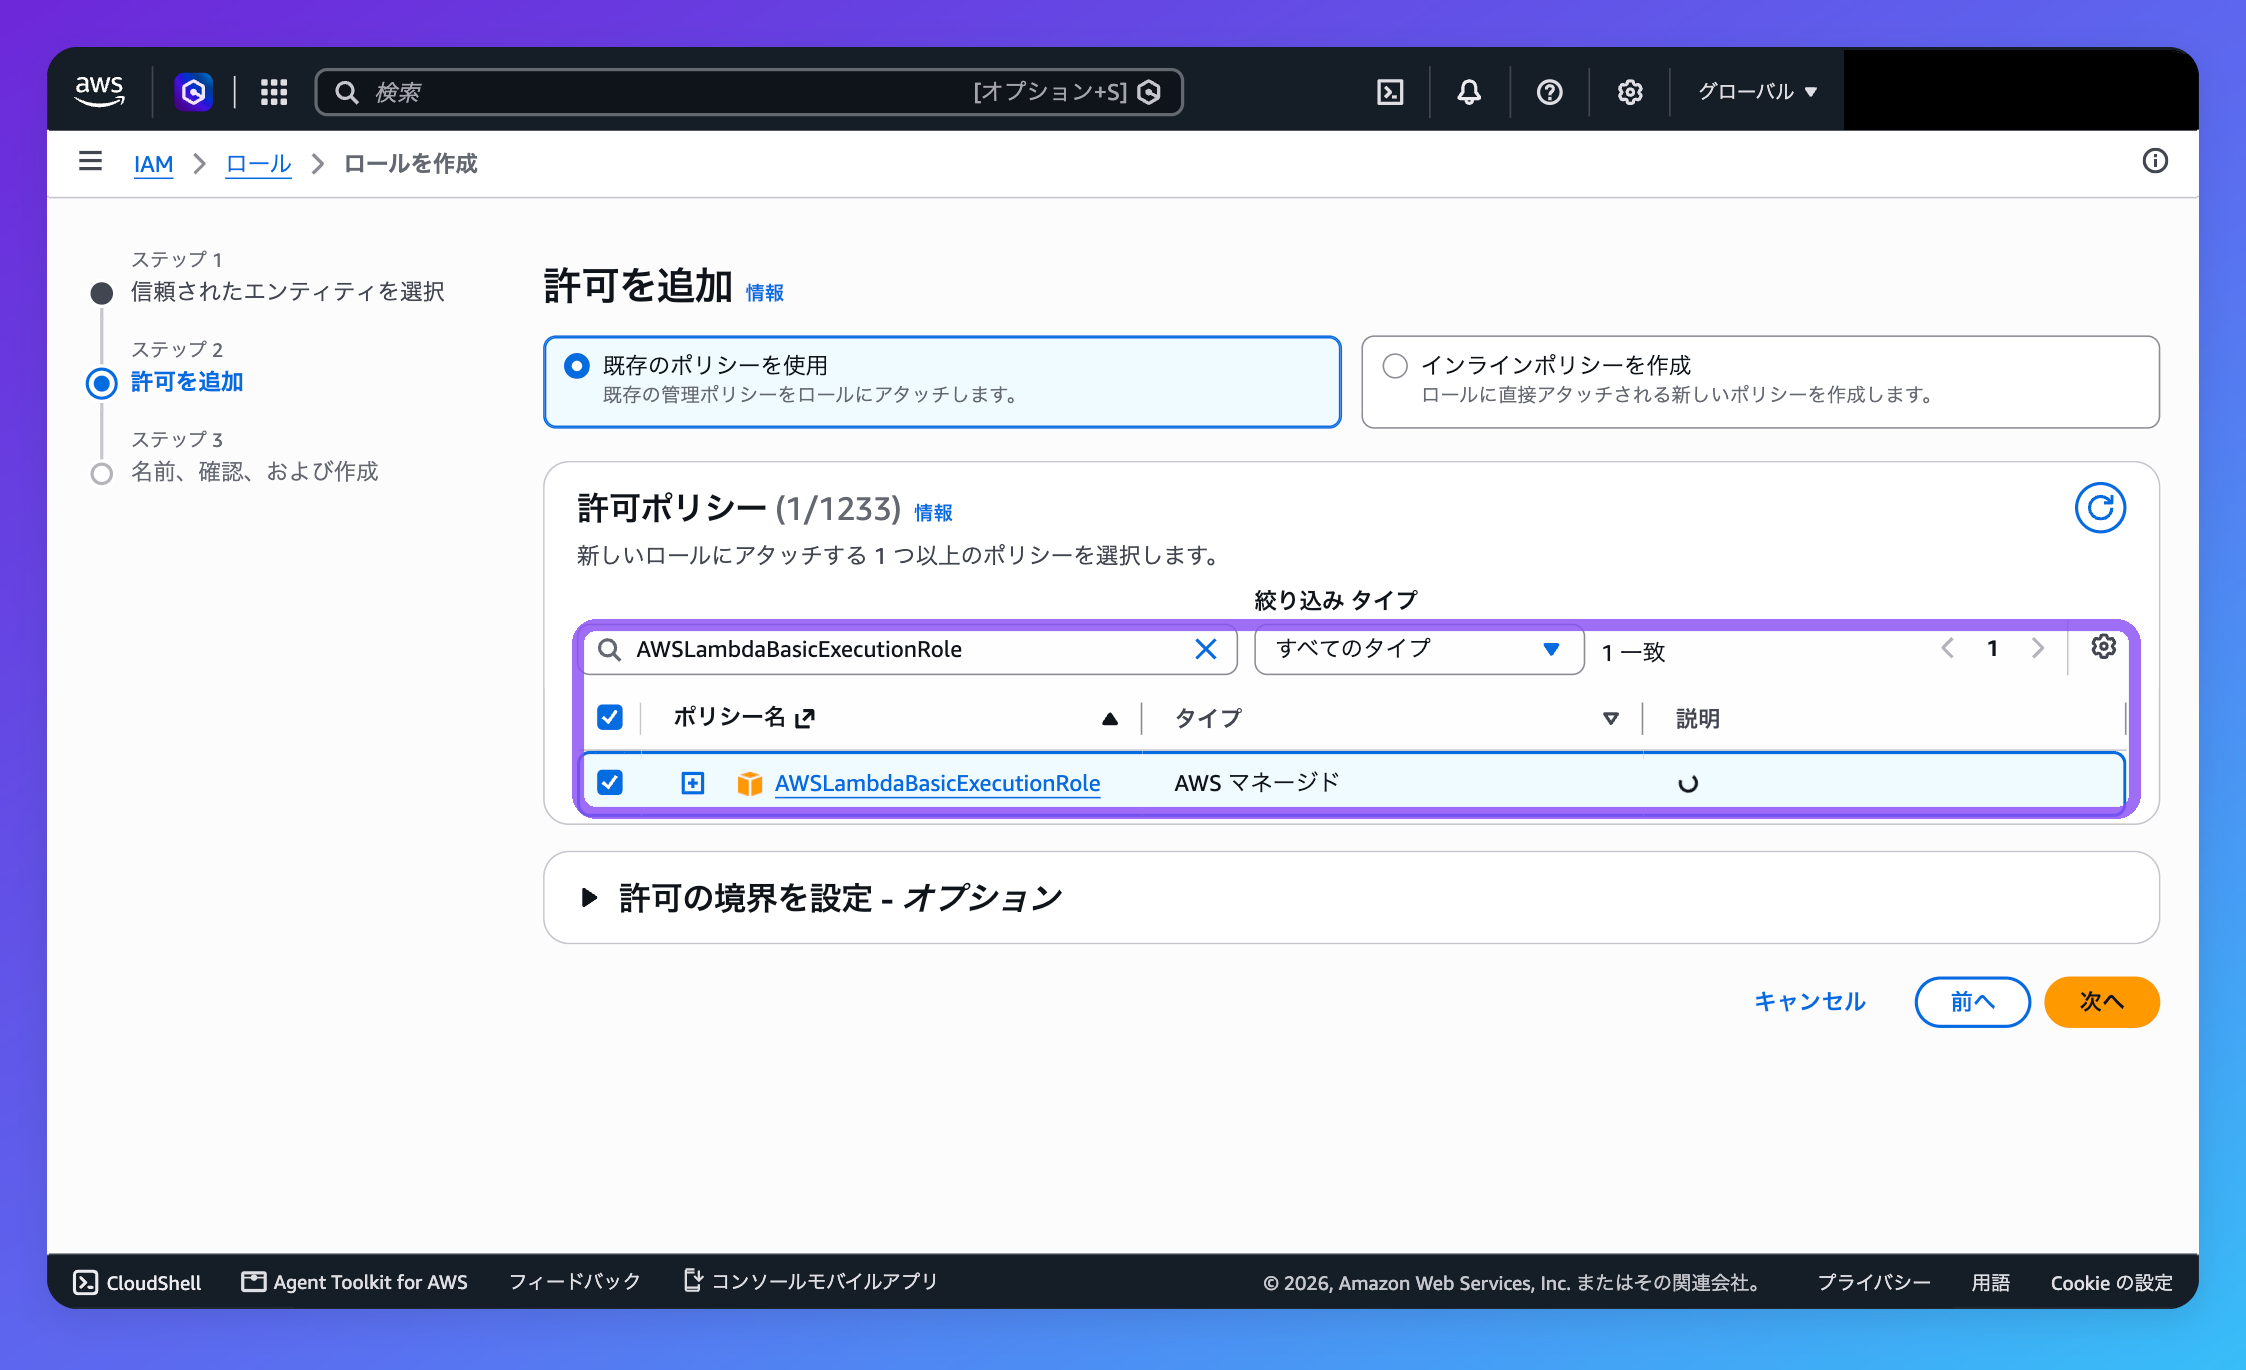 aws
検索
[オプション+S]
グローバル
IAM
ロール
ロールを作成
ステップ 1
信頼されたエンティティを選択
ステップ 2
許可を追加
ステップ 3
名前、確認、および作成
許可を追加 情報
既存のポリシーを使用
既存の管理ポリシーをロールにアタッチします。
インラインポリシーを作成
ロールに直接アタッチされる新しいポリシーを作成します。
許可ポリシー (1/1233) 情報
新しいロールにアタッチする 1 つ以上のポリシーを選択します。
絞り込み タイプ
AWSLambdaBasicExecutionRole
すべてのタイプ
1 一致
1
ポリシー名
タイプ
説明
AWSLambdaBasicExecutionRole
AWS マネージド
許可の境界を設定 - オプション
キャンセル
前へ
次へ
CloudShell
Agent Toolkit for AWS
フィードバック
コンソールモバイルアプリ
© 2026, Amazon Web Services, Inc. またはその関連会社。
プライバシー
用語
Cookie の設定